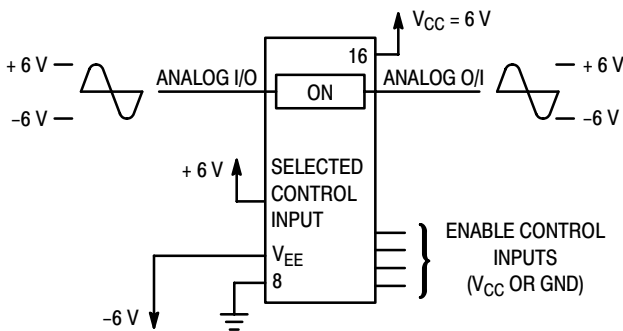 V_CC = 6 V
16
+ 6 V
–6 V
ANALOG I/O
ON
ANALOG O/I
+ 6 V
–6 V
+ 6 V
SELECTED
CONTROL
INPUT
V_EE
8
–6 V
ENABLE CONTROL
INPUTS
(V_CC OR GND)